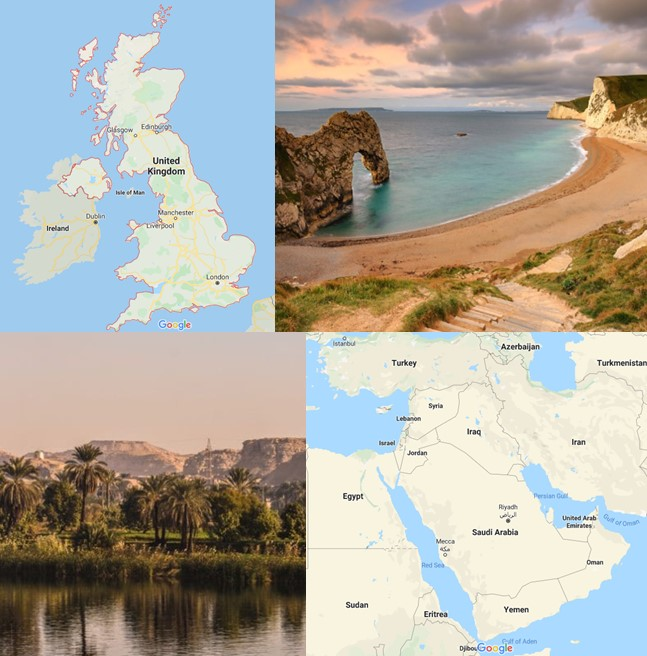 Glasgow
Edinburgh
United
Kingdom
Isle of Man
Dublin
Ireland
Manchester
Liverpool
London
Google
Istanbul
Azerbaijan
Turkey
Turkmenistan
Syria
Lebanon
Iraq
Iran
Israel
Jordan
Egypt
Persian Gulf
Riyadh
الرياض
United Arab
Emirates
Gulf of Oman
Saudi Arabia
Mecca
مكة
Oman
Red Sea
Sudan
Yemen
Eritrea
Gulf of Aden
Djibou
Google